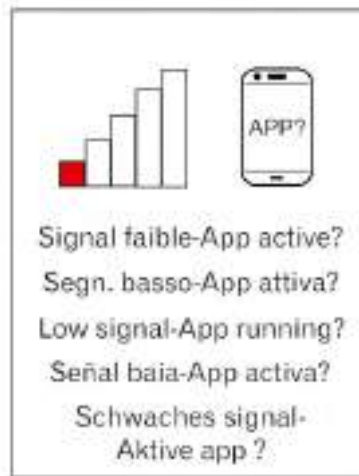 APP?
Signal faible-App active?
Segn. basso-App attiva?
Low signal-App running?
Señal baia-App activa?
Schwaches signal-
Aktive app ?